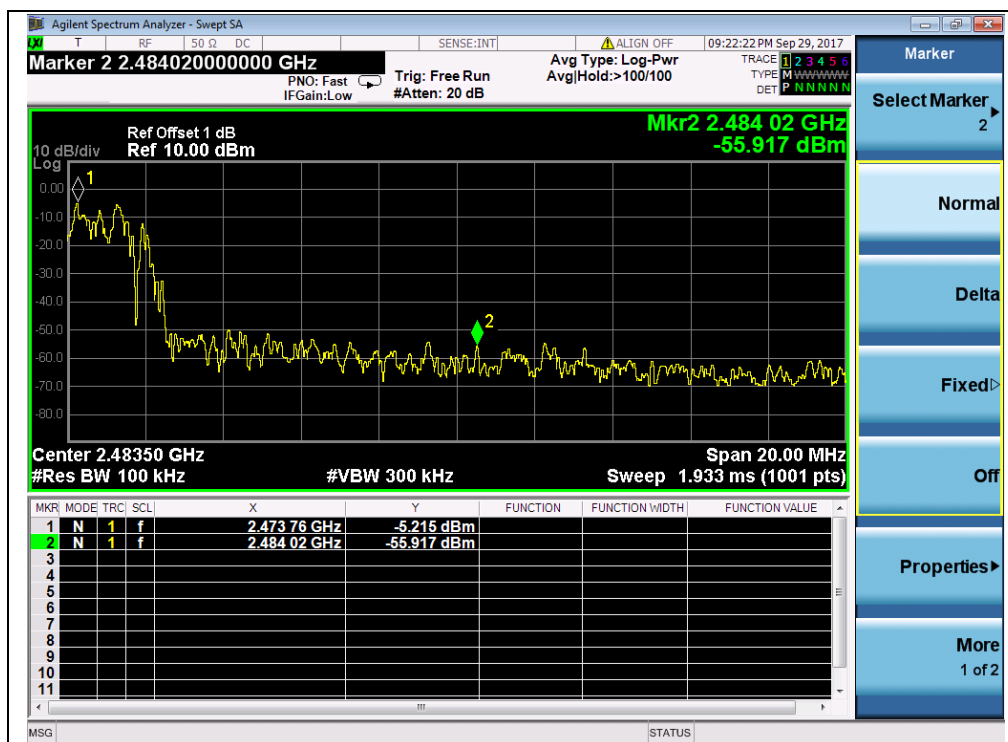 Agilent Spectrum Analyzer - Swept SA
LXI T RF 50 Ω DC SENSE:INT ALIGN OFF 09:22:22 PM Sep 29, 2017
Marker 2 2.484020000000 GHz
PNO: Fast
IFGain:Low
Trig: Free Run
#Atten: 20 dB
Avg Type: Log-Pwr
Avg|Hold:>100/100
TRACE 1 2 3 4 5 6
TYPE M WWWWW
DET P N N N N N
Ref Offset 1 dB
Ref 10.00 dBm
10 dB/div
Log
Mkr2 2.484 02 GHz
-55.917 dBm
0.00
-10.0
-20.0
-30.0
-40.0
-50.0
-60.0
-70.0
-80.0
1
2
Center 2.48350 GHz
Span 20.00 MHz
#Res BW 100 kHz
#VBW 300 kHz
Sweep 1.933 ms (1001 pts)
MKR MODE TRC SCL X Y FUNCTION FUNCTION WIDTH FUNCTION VALUE
1 N 1 f 2.473 76 GHz -5.215 dBm
2 N 1 f 2.484 02 GHz -55.917 dBm
3
4
5
6
7
8
9
10
11
MSG
STATUS
Marker
Select Marker
2
Normal
Delta
Fixed
Off
Properties
More
1 of 2